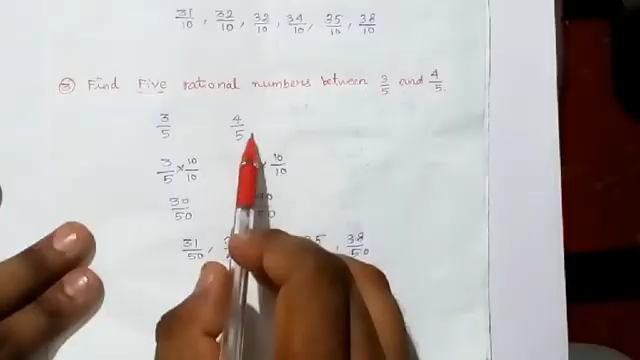 31/10, 32/10, 32/10, 34/10, 35/10, 38/10
③ Find Five rational numbers between 3/5 and 4/5.
3/5 4/5
3/5 × 10/10 × 10/10
30/50
31/50, , 38/50